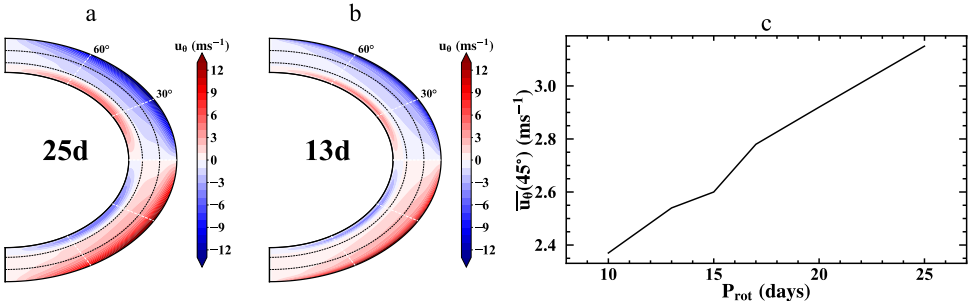 a
u_θ (ms⁻¹)
60°
30°
25d
12
9
6
3
0
−3
−6
−9
−12
b
u_θ (ms⁻¹)
60°
30°
13d
12
9
6
3
0
−3
−6
−9
−12
c
u̅_θ(45°) (ms⁻¹)
3.0
2.8
2.6
2.4
10 15 20 25
P_rot (days)